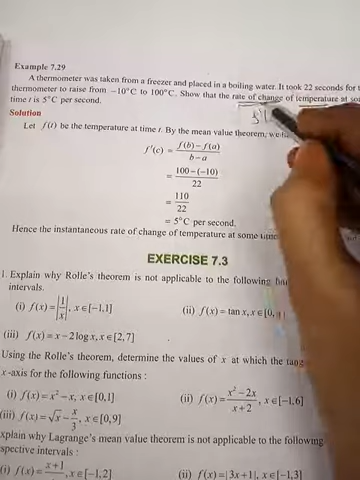 Example 7.29
A thermometer was taken from a freezer and placed in a boiling water. It took 22 seconds for
thermometer to raise from −10°C to 100°C. Show that the rate of change of temperature at
time t is 5°C per second.
Solution
Let f(t) be the temperature at time t. By the mean value theorem, we
f'(c) = f(b)−f(a) / b−a
= 100−(−10) / 22
= 110 / 22
= 5°C per second.
Hence the instantaneous rate of change of temperature at some time
EXERCISE 7.3
1. Explain why Rolle's theorem is not applicable to the following
intervals.
(i) f(x) = |1/x|, x∈[−1,1]
(ii) f(x) = tan x, x∈[0,
(iii) f(x) = x−2log x, x∈[2,7]
Using the Rolle's theorem, determine the values of x at which the
x-axis for the following functions :
(i) f(x) = x²−x, x∈[0,1]
(ii) f(x) = x²−2x / x+2, x∈[−1,6]
(iii) f(x) = √x − x/3, x∈[0,9]
xplain why Lagrange's mean value theorem is not applicable to the following
spective intervals :
(i) f(x) = x+1, x∈[−1,2]
(ii) f(x) = |3x+1|, x∈[−1,3]